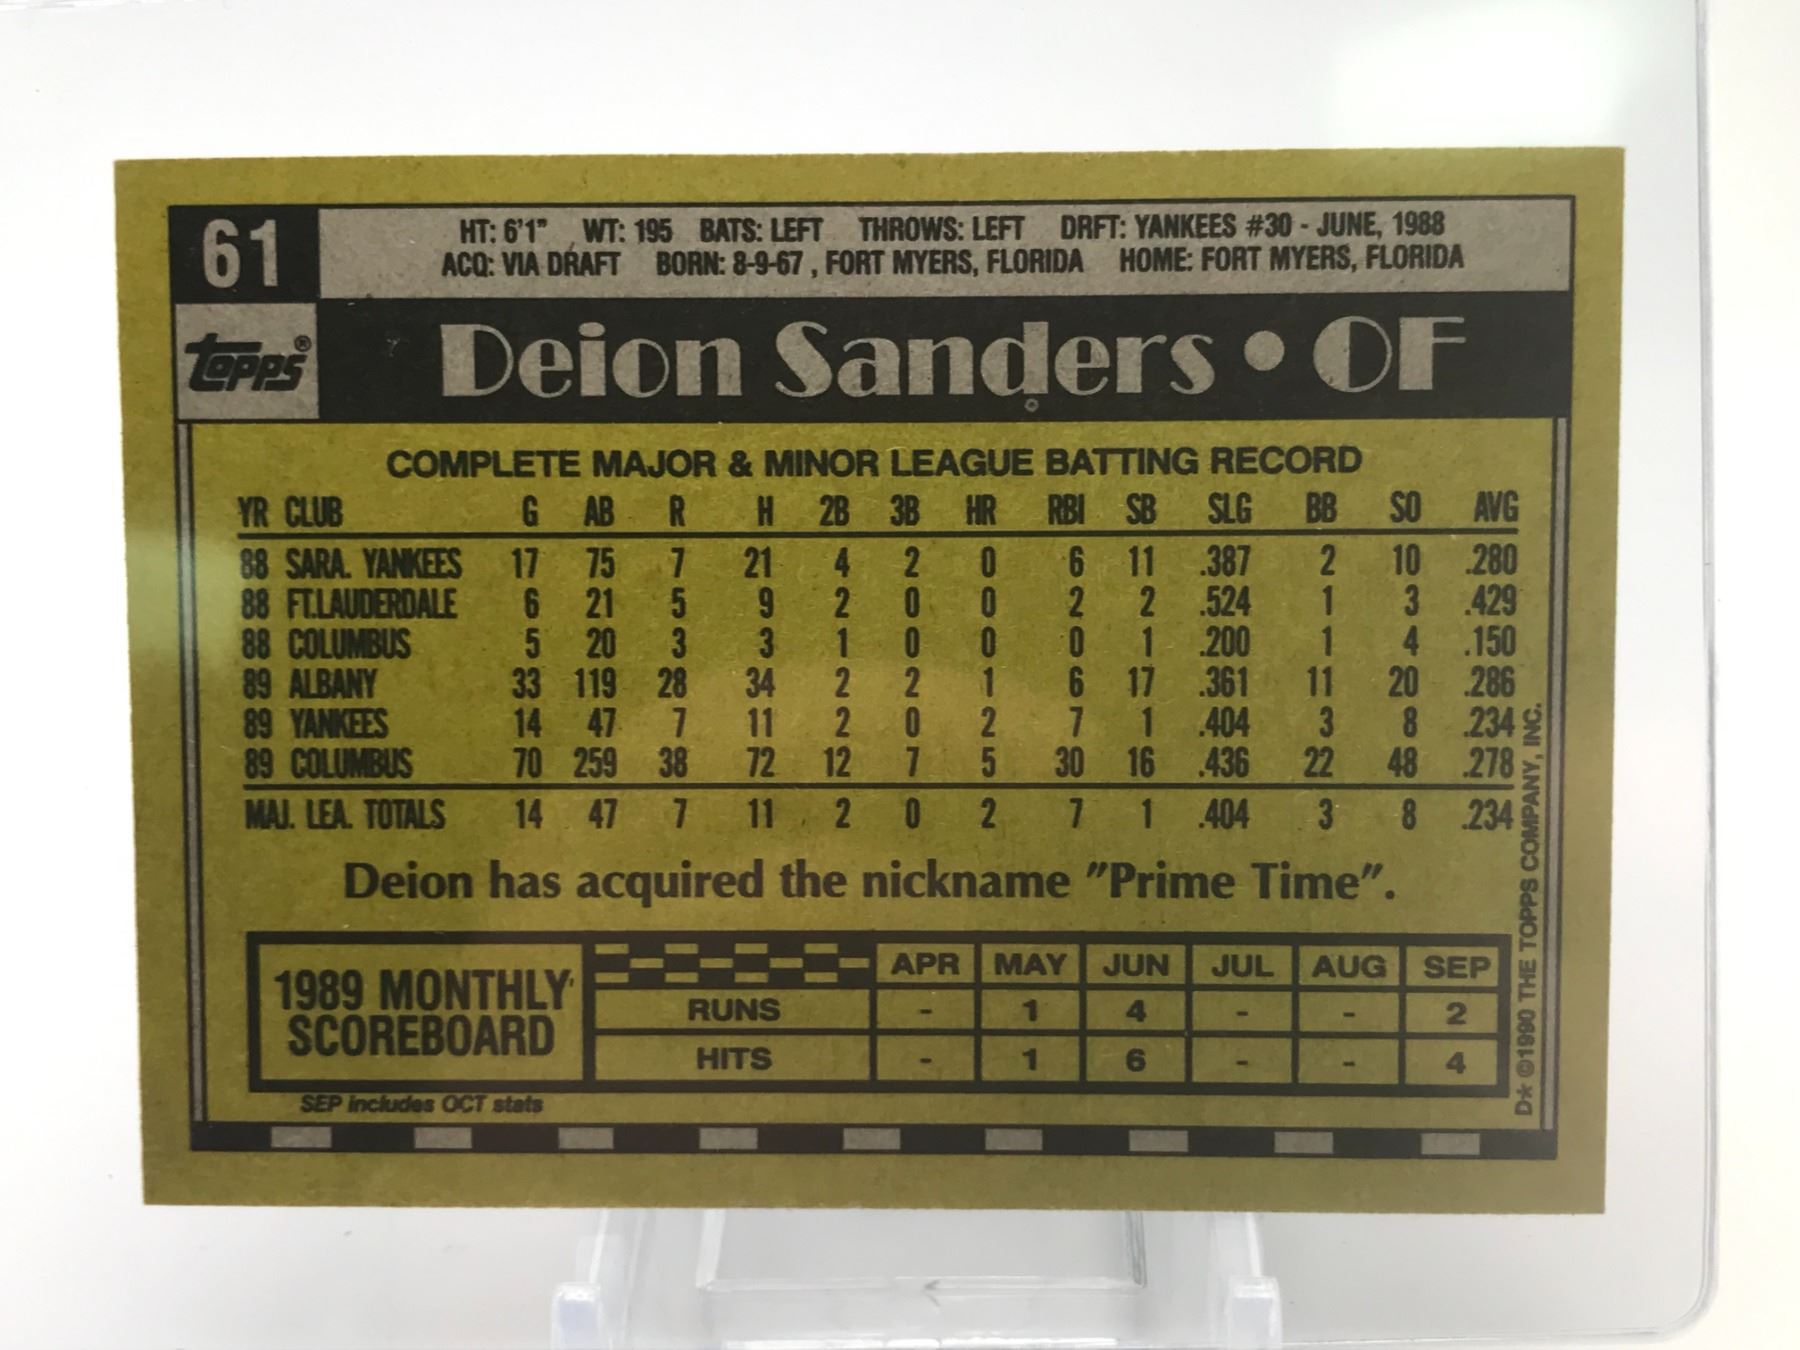 61
HT: 6'1" WT: 195 BATS: LEFT THROWS: LEFT DRFT: YANKEES #30 - JUNE, 1988
ACQ: VIA DRAFT BORN: 8-9-67 , FORT MYERS, FLORIDA HOME: FORT MYERS, FLORIDA
topps®
Deion Sanders • OF
COMPLETE MAJOR & MINOR LEAGUE BATTING RECORD
YR CLUB G AB R H 2B 3B HR RBI SB SLG BB SO AVG
88 SARA. YANKEES 17 75 7 21 4 2 0 6 11 .387 2 10 .280
88 FT.LAUDERDALE 6 21 5 9 2 0 0 2 2 .524 1 3 .429
88 COLUMBUS 5 20 3 3 1 0 0 0 1 .200 1 4 .150
89 ALBANY 33 119 28 34 2 2 1 6 17 .361 11 20 .286
89 YANKEES 14 47 7 11 2 0 2 7 1 .404 3 8 .234
89 COLUMBUS 70 259 38 72 12 7 5 30 16 .436 22 48 .278
MAJ. LEA. TOTALS 14 47 7 11 2 0 2 7 1 .404 3 8 .234
Deion has acquired the nickname "Prime Time".
1989 MONTHLY
SCOREBOARD
APR MAY JUN JUL AUG SEP
RUNS - 1 4 - - 2
HITS - 1 6 - - 4
SEP includes OCT stats
D* ©1990 THE TOPPS COMPANY, INC.